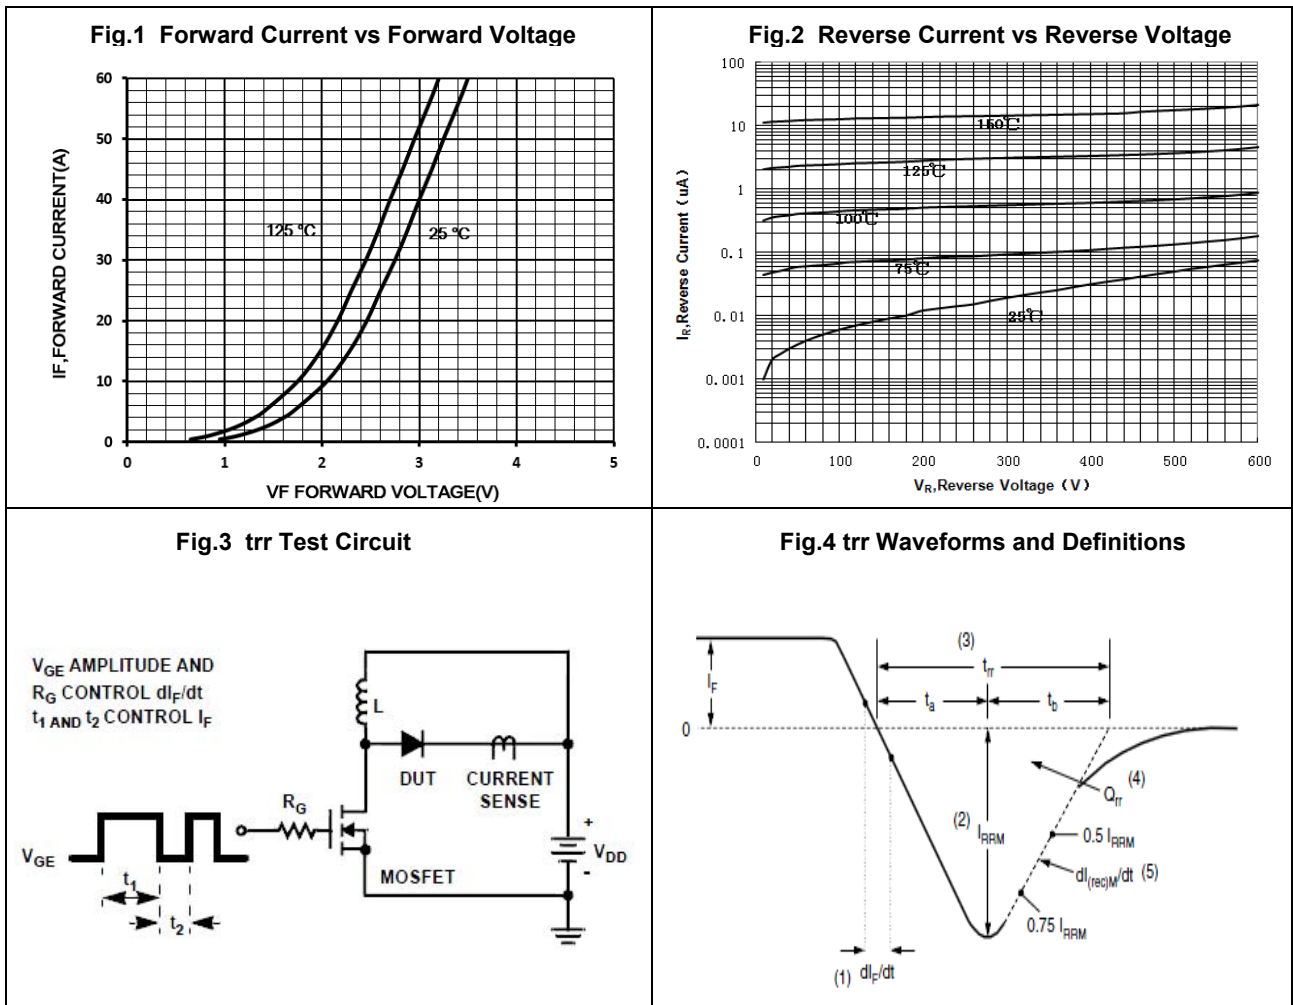 Fig.1 Forward Current vs Forward Voltage
IF,FORWARD CURRENT(A)
60
50
40
30
20
10
0
125 ºC
25 ºC
0 1 2 3 4 5
VF FORWARD VOLTAGE(V)
Fig.2 Reverse Current vs Reverse Voltage
IR,Reverse Current (uA)
100
10
1
0.1
0.01
0.001
0.0001
150℃
125℃
100℃
75℃
25℃
0 100 200 300 400 500 600
VR,Reverse Voltage (V)
Fig.3 trr Test Circuit
VGE AMPLITUDE AND
RG CONTROL dIF/dt
t1 AND t2 CONTROL IF
L
DUT
CURRENT
SENSE
RG
+
VDD
-
VGE
MOSFET
t1
t2
Fig.4 trr Waveforms and Definitions
(3)
trr
IF
ta
tb
0
Qrr (4)
(2) IRRM
0.5 IRRM
dI(rec)M/dt (5)
0.75 IRRM
(1) dIF/dt